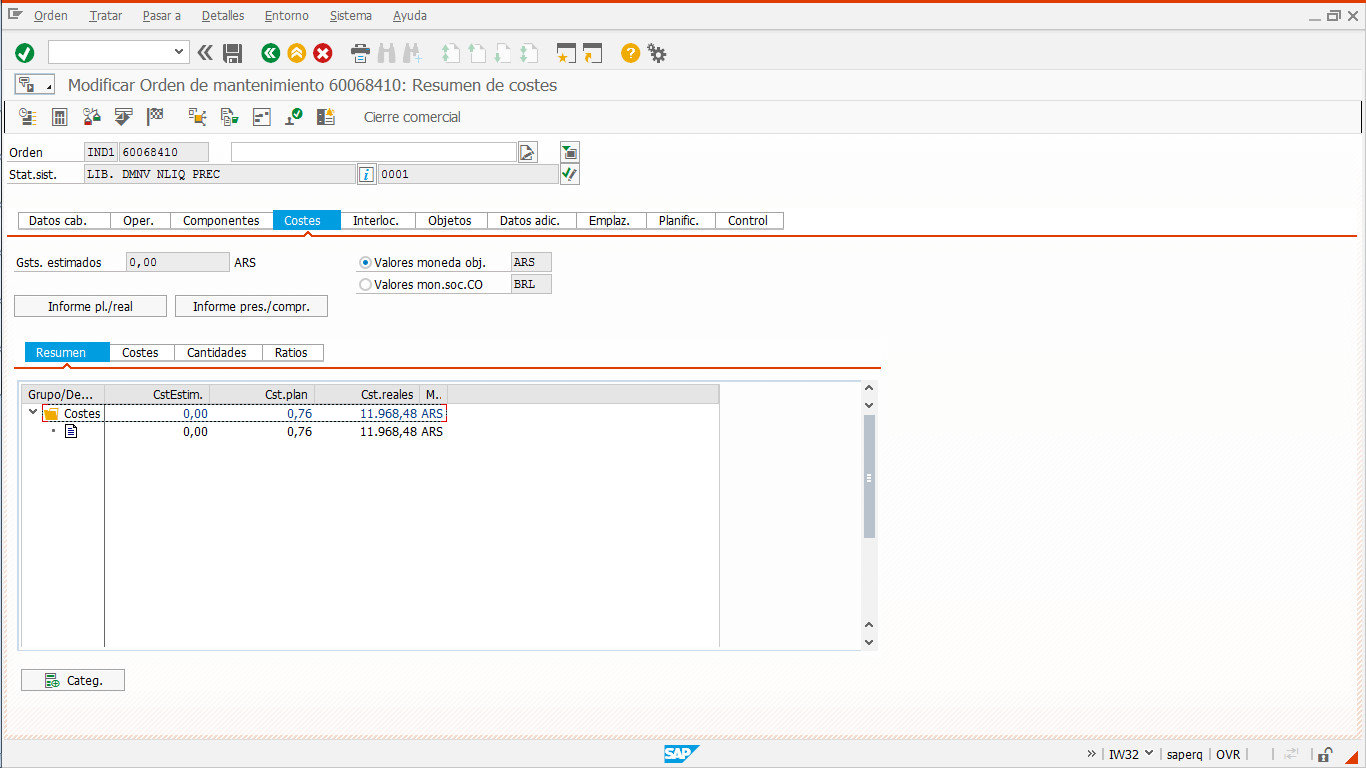 Orden Tratar Pasar a Detalles Entorno Sistema Ayuda
Modificar Orden de mantenimiento 60068410: Resumen de costes
Cierre comercial
Orden IND1 60068410
Stat.sist. LIB. DMNV NLIQ PREC 0001
Datos cab. Oper. Componentes Costes Interloc. Objetos Datos adic. Emplaz. Planific. Control
Gsts. estimados 0,00 ARS Valores moneda obj. ARS
Valores mon.soc.CO BRL
Informe pl./real Informe pres./compr.
Resumen Costes Cantidades Ratios
Grupo/De... CstEstim. Cst.plan Cst.reales M..
Costes 0,00 0,76 11.968,48 ARS
0,00 0,76 11.968,48 ARS
Categ.
SAP
IW32 saperq OVR